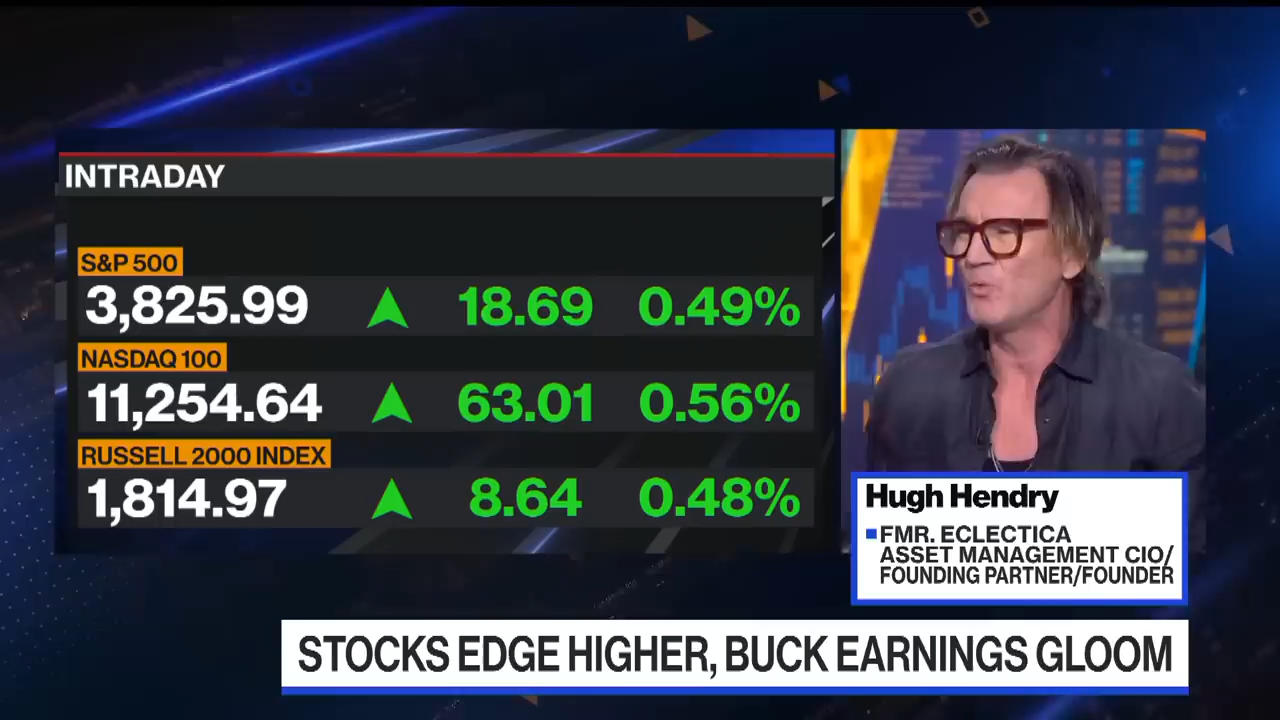 INTRADAY
S&P 500
3,825.99 ▲ 18.69 0.49%
NASDAQ 100
11,254.64 ▲ 63.01 0.56%
RUSSELL 2000 INDEX
1,814.97 ▲ 8.64 0.48%
Hugh Hendry
FMR. ECLECTICA
ASSET MANAGEMENT CIO/
FOUNDING PARTNER/FOUNDER
STOCKS EDGE HIGHER, BUCK EARNINGS GLOOM